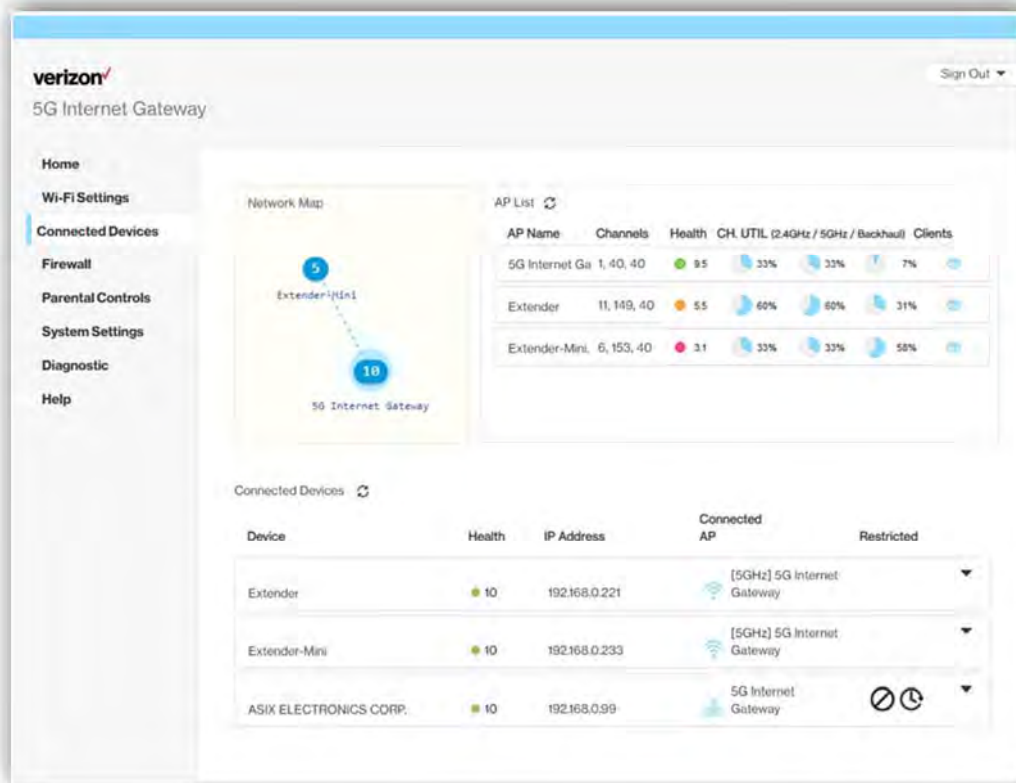 verizon
Sign Out
5G Internet Gateway
Home
Wi-Fi Settings
Connected Devices
Firewall
Parental Controls
System Settings
Diagnostic
Help
Network Map
5
Extender-Mini
10
5G Internet Gateway
AP List
AP Name Channels Health CH. UTIL (2.4GHz / 5GHz / Backhaul) Clients
5G Internet Ga 1, 40, 40 9.5 33% 33% 7%
Extender 11, 149, 40 5.5 60% 60% 31%
Extender-Mini, 6, 153, 40 3.1 33% 33% 58%
Connected Devices
Device Health IP Address Connected AP Restricted
Extender 10 192.168.0.221 [5GHz] 5G Internet Gateway
Extender-Mini 10 192.168.0.233 [5GHz] 5G Internet Gateway
ASIX ELECTRONICS CORP. 10 192.168.0.99 5G Internet Gateway